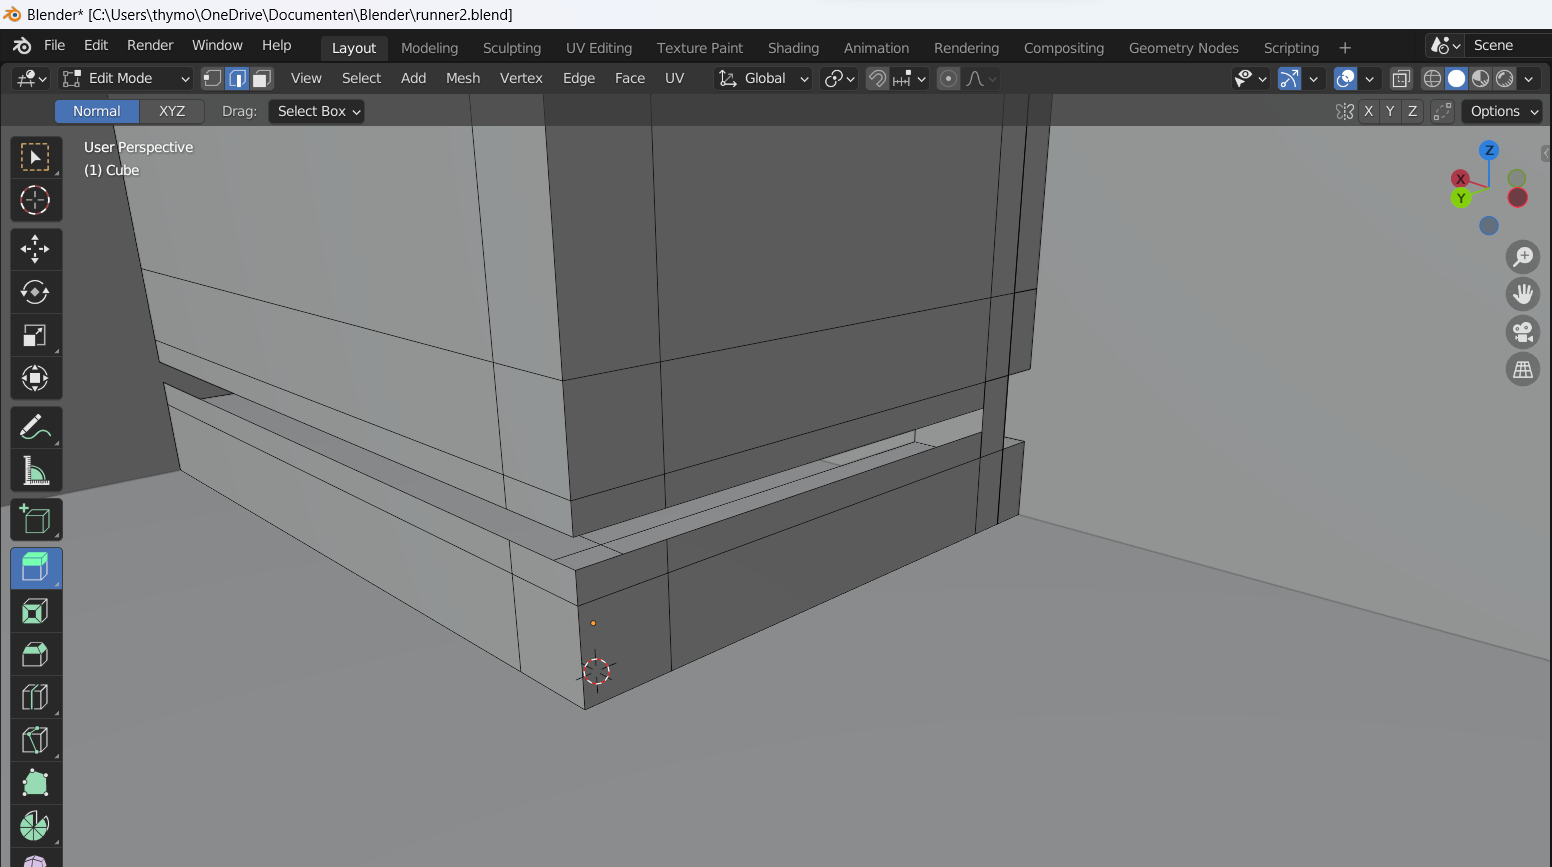 Blender* [C:\Users\thymo\OneDrive\Documenten\Blender\runner2.blend]
File Edit Render Window Help Layout Modeling Sculpting UV Editing Texture Paint Shading Animation Rendering Compositing Geometry Nodes Scripting + Scene
Edit Mode View Select Add Mesh Vertex Edge Face UV Global
Normal XYZ Drag: Select Box X Y Z Options
User Perspective
(1) Cube
Z
X
Y